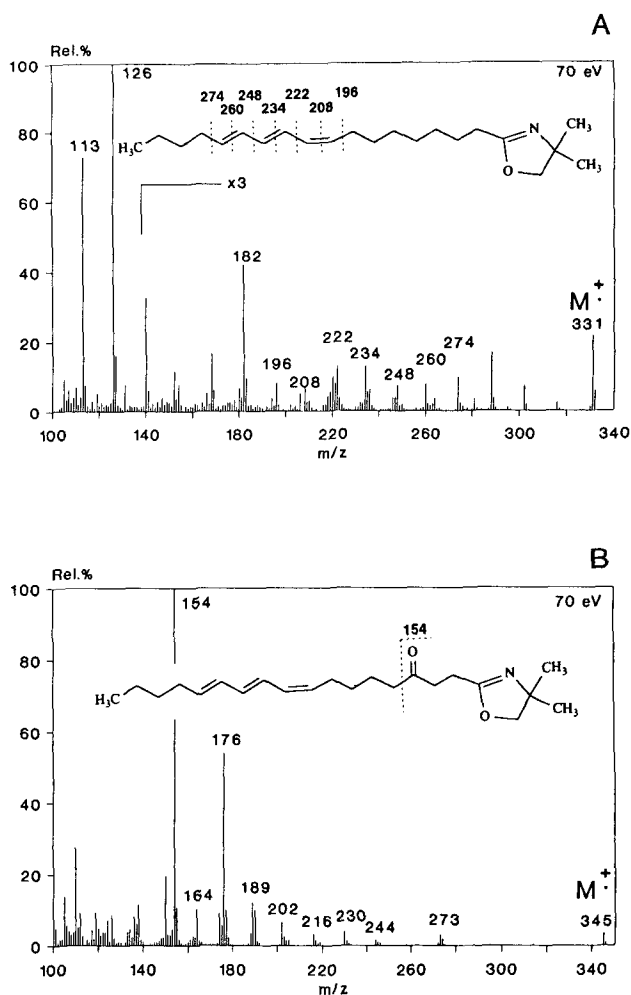 A
Rel.%
100
126
70 eV
274 248 222 196
260 234 208
80
113
H₃C
N
CH₃
CH₃
O
x3
60
40
182
M+•
331
20
196
208
222
234
248
260
274
0
100 140 180 220 260 300 340
m/z
B
Rel.%
100
154
70 eV
154
O
80
H₃C
N
CH₃
CH₃
O
60
176
40
20
164
189
202
216
230
244
273
M+•
345
0
100 140 180 220 260 300 340
m/z